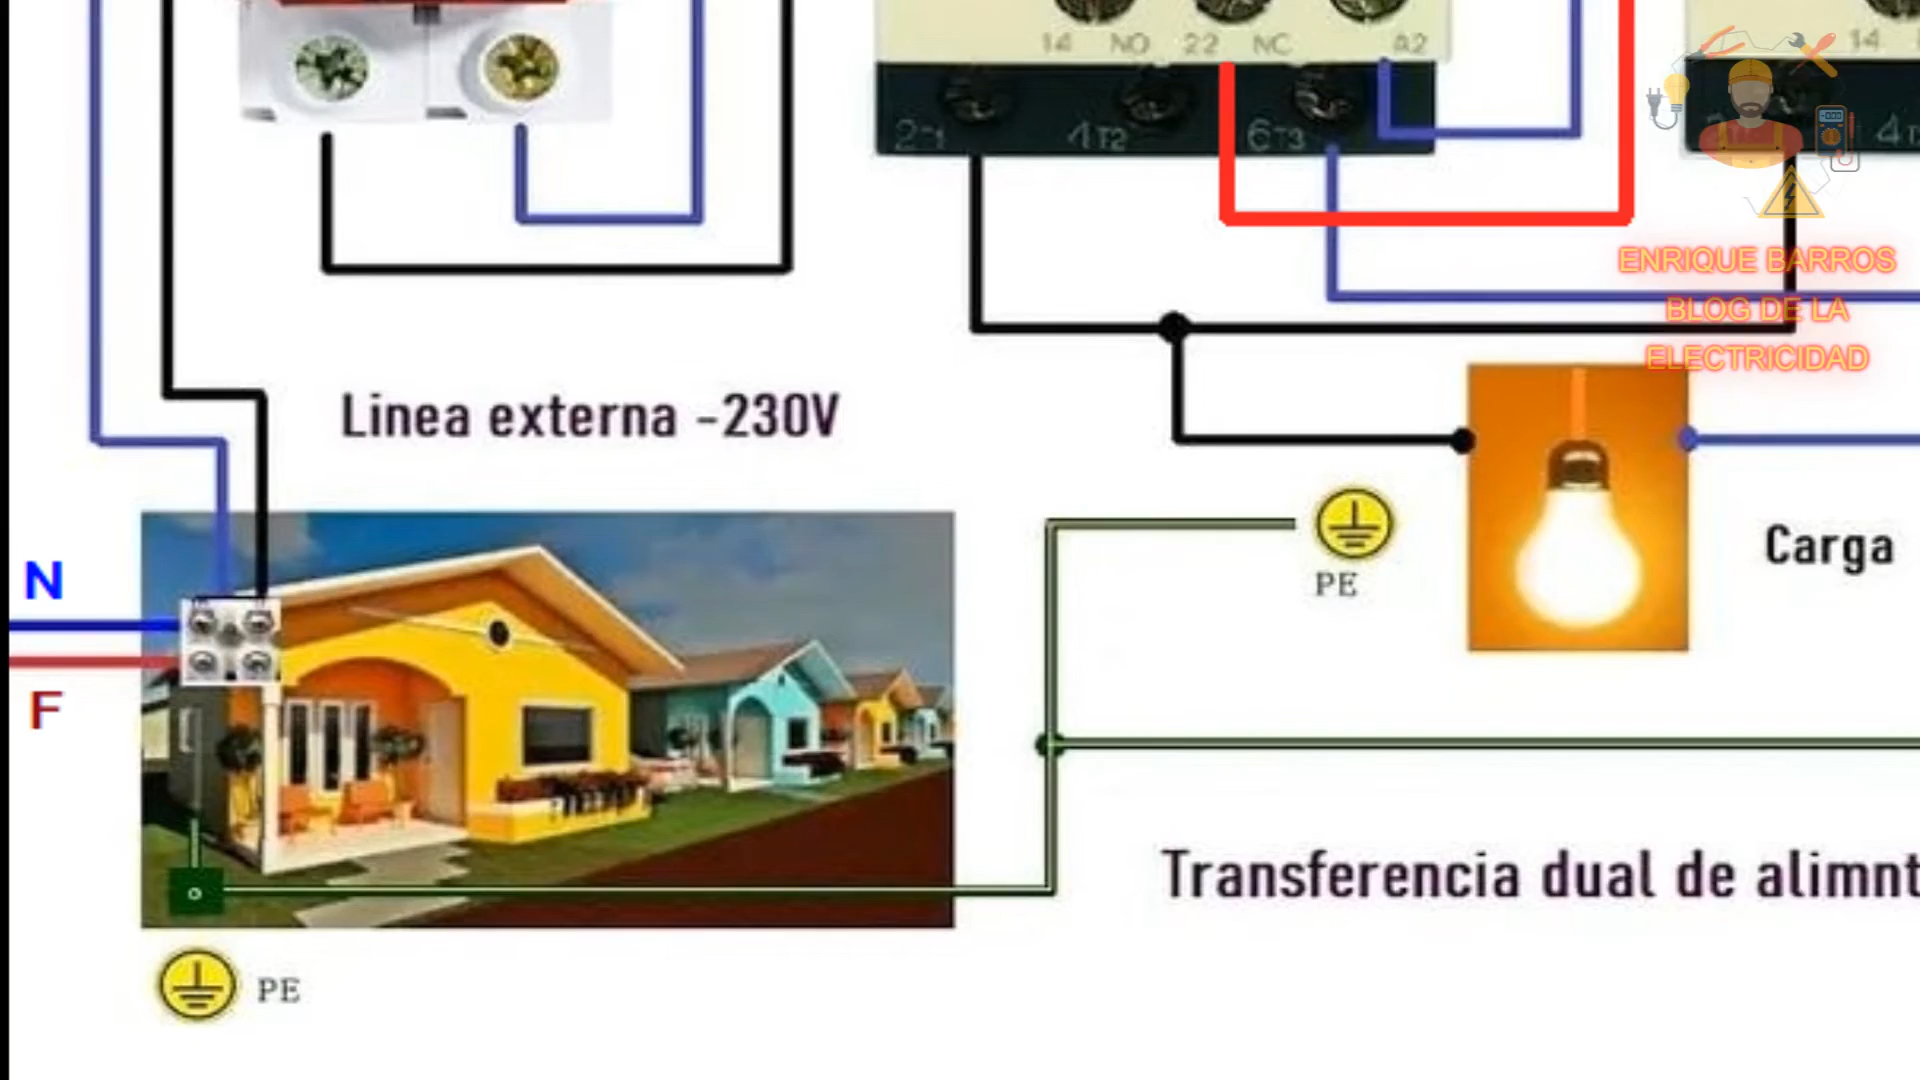 14 NO 22 NC A2
14
2T1 4T2 6T3
ENRIQUE BARROS
BLOG DE LA
ELECTRICIDAD
Linea externa -230V
N
F
PE
Carga
Transferencia dual de alimnt
PE